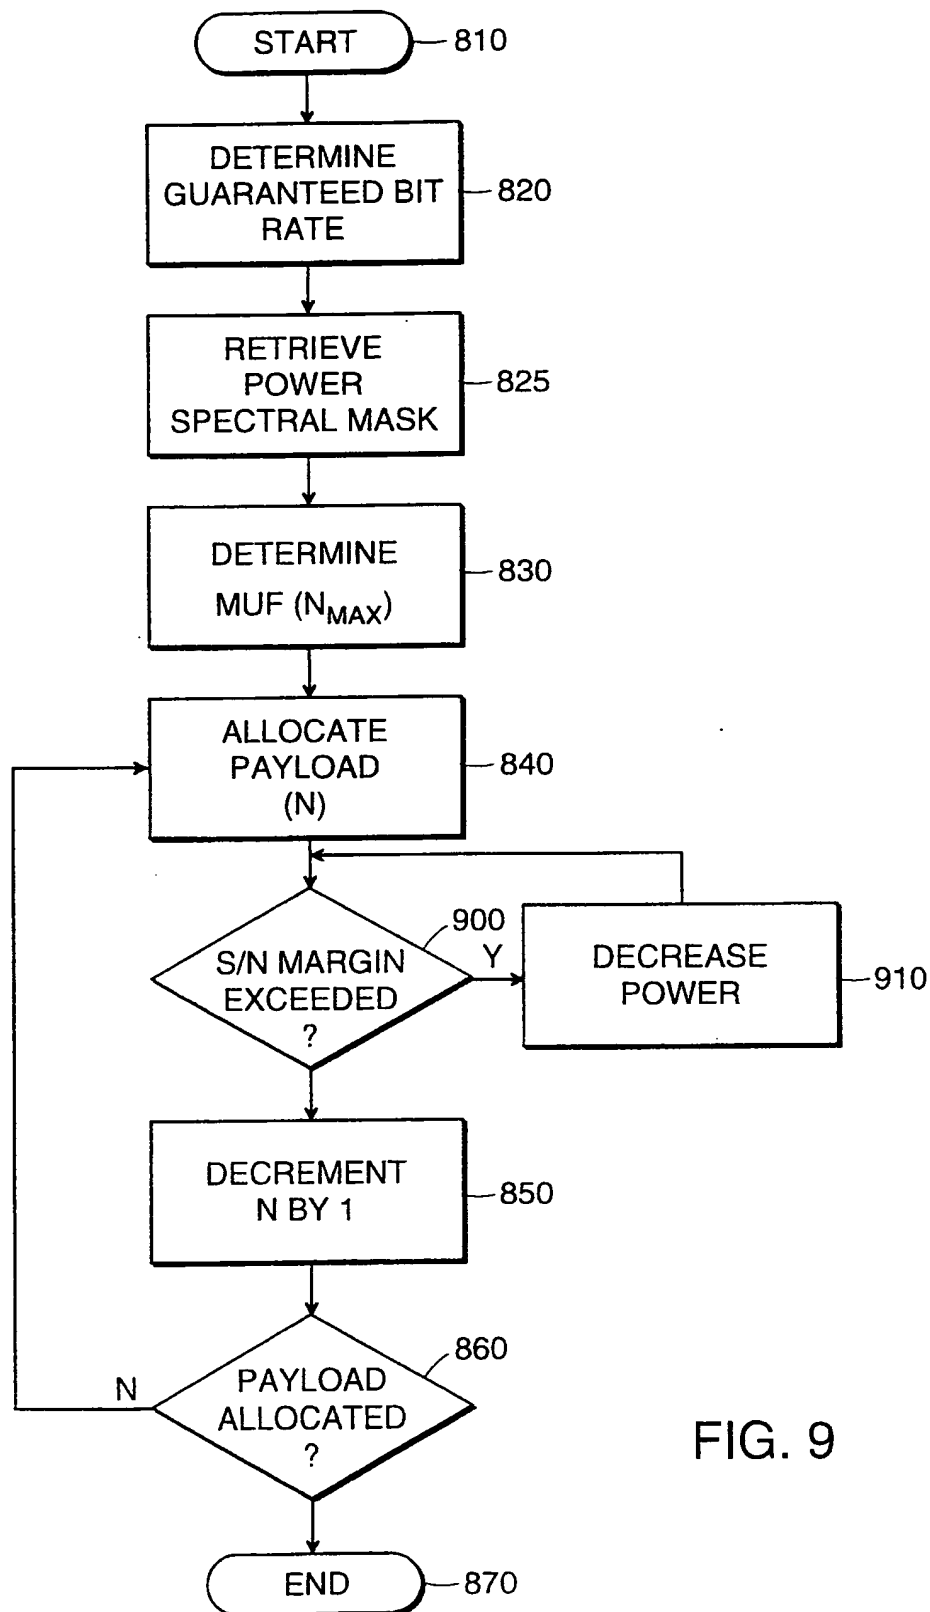 START
810
DETERMINE
GUARANTEED BIT
RATE
820
RETRIEVE
POWER
SPECTRAL MASK
825
DETERMINE
MUF (NMAX)
830
ALLOCATE
PAYLOAD
(N)
840
900
S/N MARGIN
EXCEEDED
?
Y
DECREASE
POWER
910
DECREMENT
N BY 1
850
860
PAYLOAD
ALLOCATED
?
N
FIG. 9
END
870